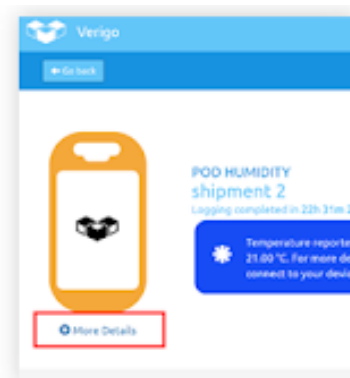 Verigo
Go back
POD HUMIDITY
shipment 2
Logging completed in 22h 31m
Temperature reporte
21.00 °C. For more de
connect to your devi
More Details